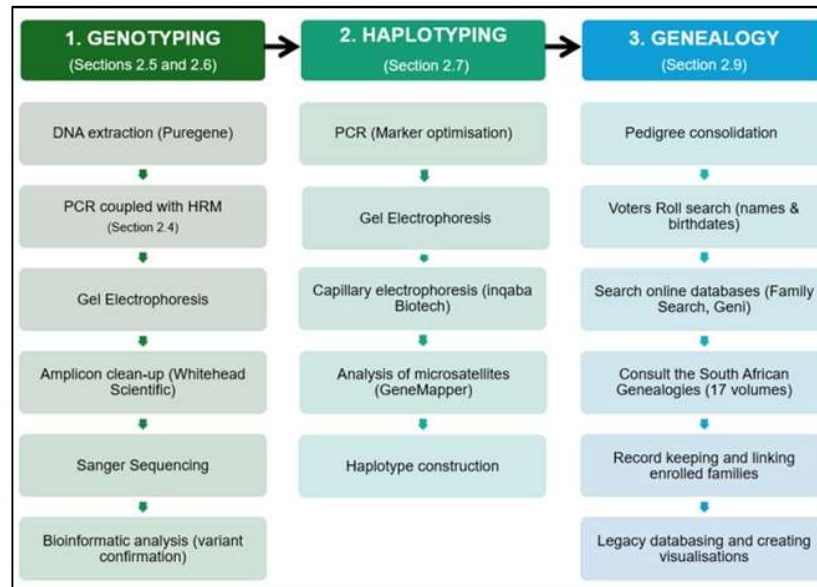 1. GENOTYPING
(Sections 2.5 and 2.6)
DNA extraction (Puregene)
PCR coupled with HRM
(Section 2.4)
Gel Electrophoresis
Amplicon clean-up (Whitehead
Scientific)
Sanger Sequencing
Bioinformatic analysis (variant
confirmation)
2. HAPLOTYPING
(Section 2.7)
PCR (Marker optimisation)
Gel Electrophoresis
Capillary electrophoresis (inqaba
Biotech)
Analysis of microsatellites
(GeneMapper)
Haplotype construction
3. GENEALOGY
(Section 2.9)
Pedigree consolidation
Voters Roll search (names &
birthdates)
Search online databases (Family
Search, Geni)
Consult the South African
Genealogies (17 volumes)
Record keeping and linking
enrolled families
Legacy databasing and creating
visualisations